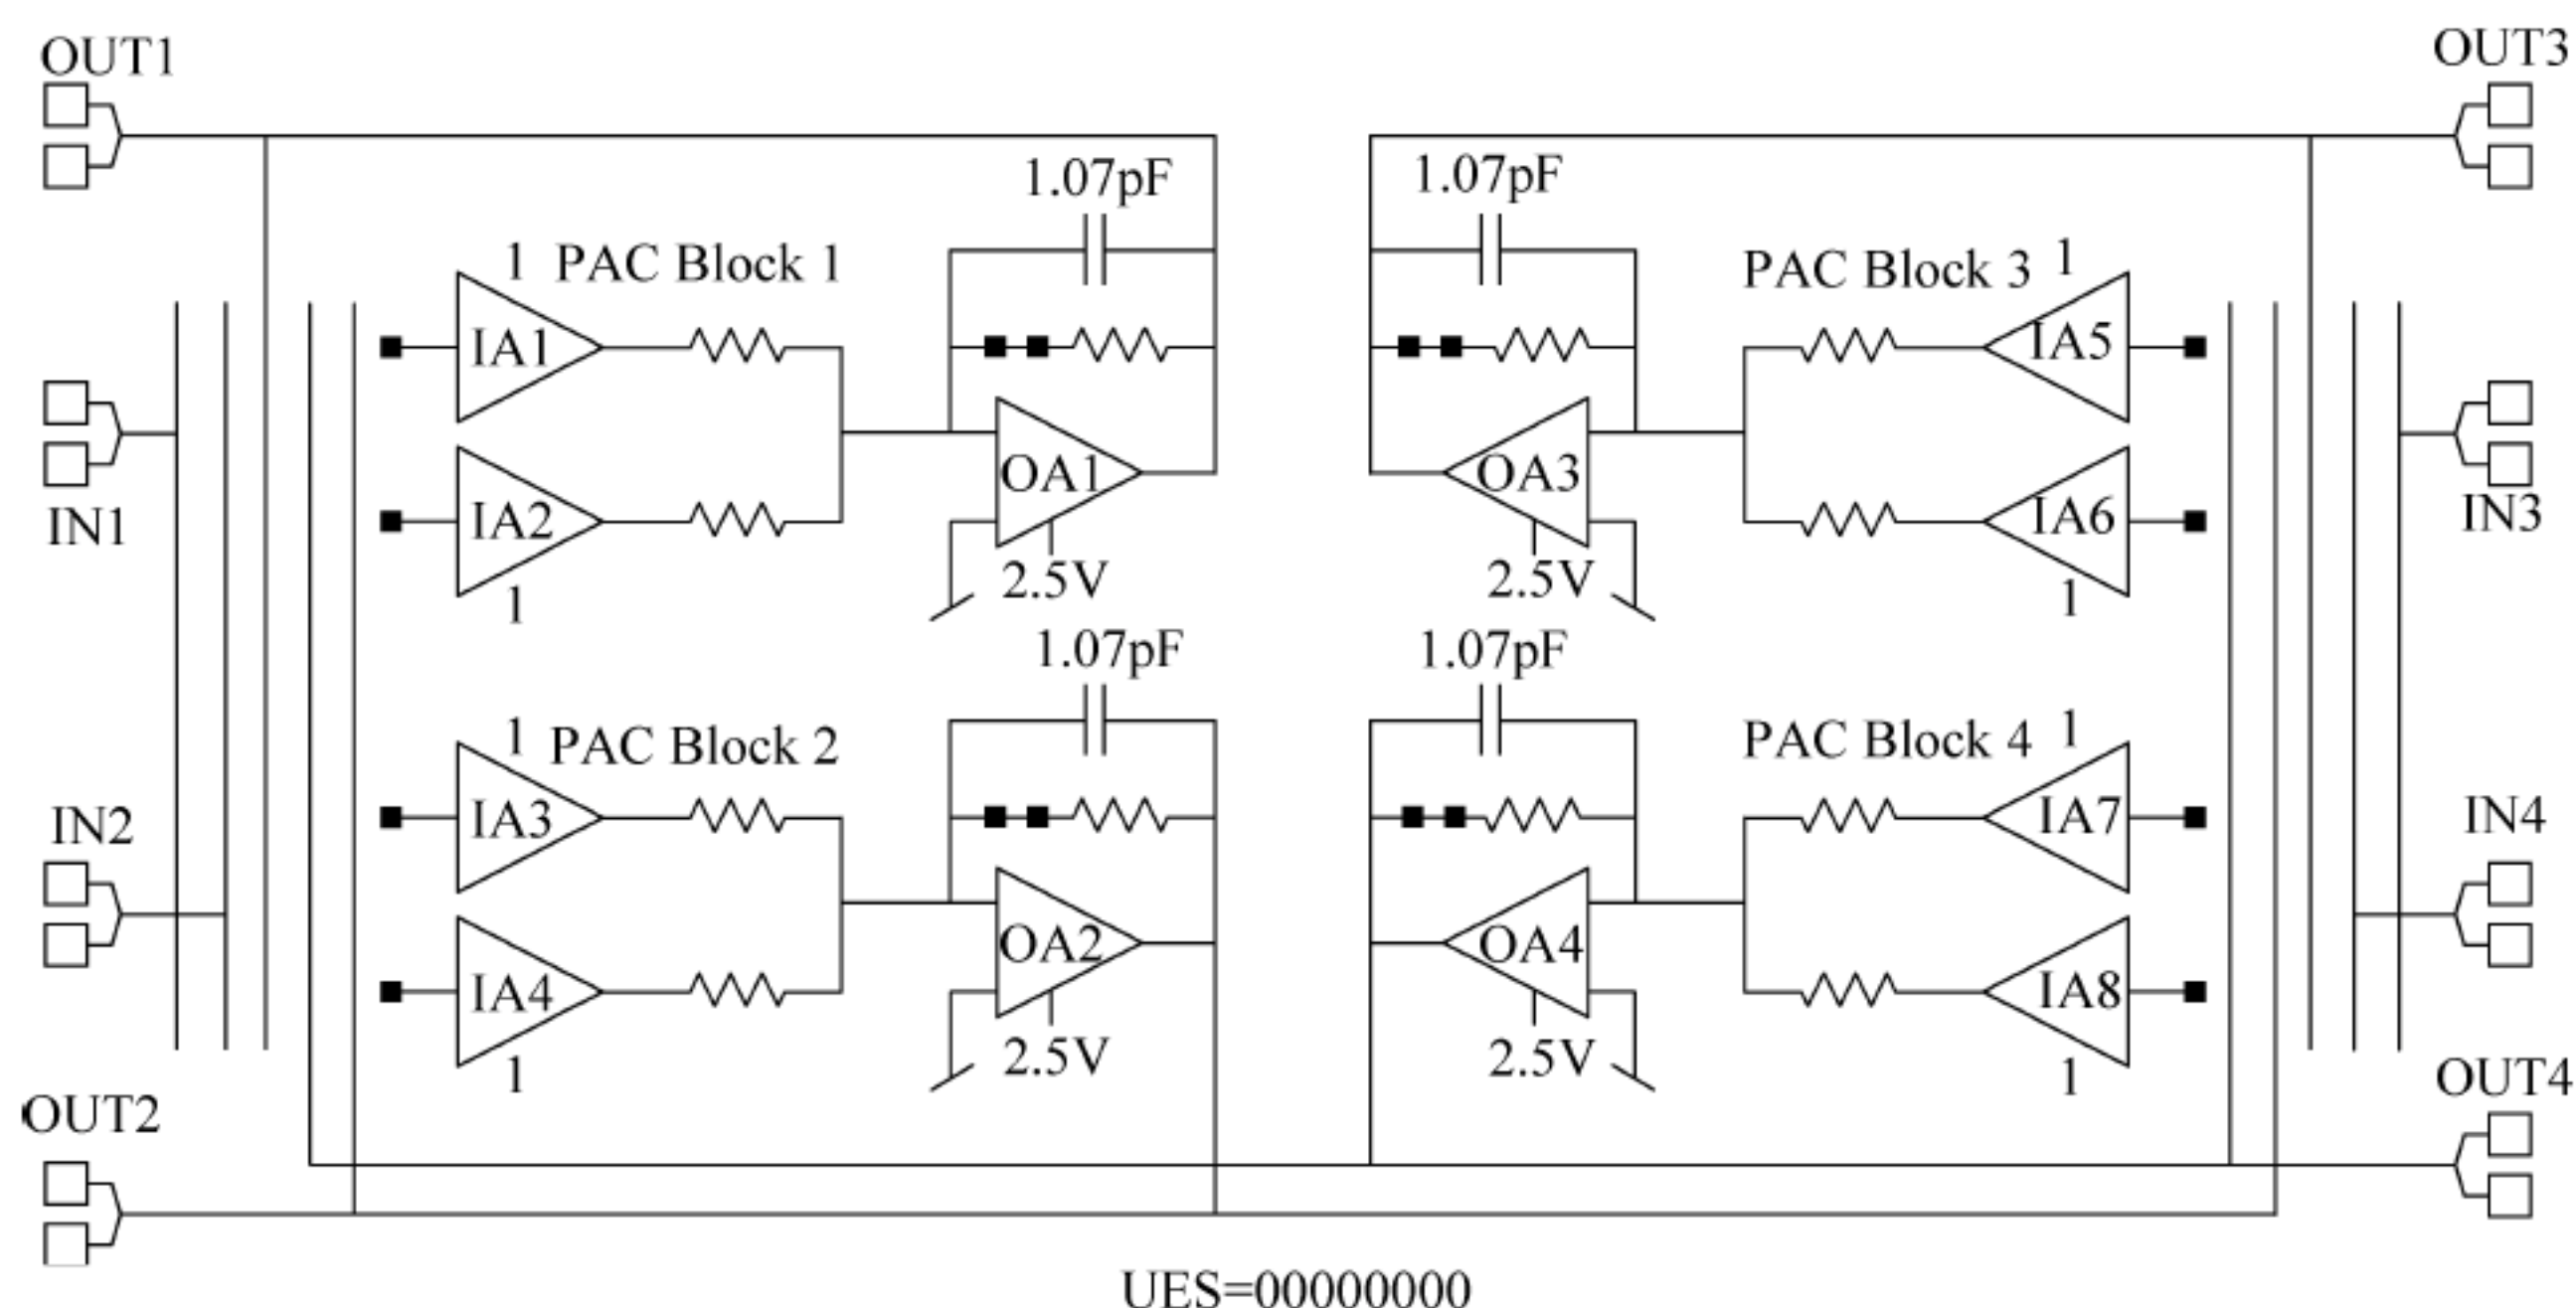 OUT1
OUT3
1.07pF
1.07pF
1
PAC Block 1
PAC Block 3
1
IA1
IA5
IN1
IA2
OA1
OA3
IA6
IN3
1
2.5V
2.5V
1
1.07pF
1.07pF
1
PAC Block 2
PAC Block 4
1
IN2
IA3
IA7
IN4
IA4
OA2
OA4
IA8
1
2.5V
2.5V
1
OUT2
OUT4
UES=00000000